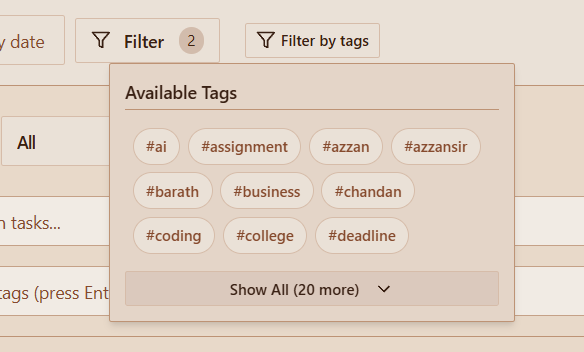 y date
Filter 2
Filter by tags
Available Tags
#ai #assignment #azzan #azzansir
#barath #business #chandan
#coding #college #deadline
Show All (20 more)
All
n tasks...
tags (press Ent